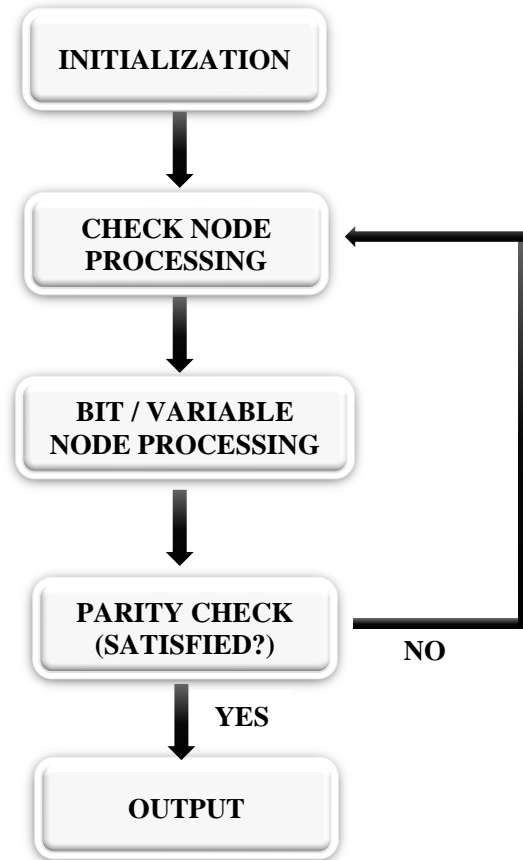 INITIALIZATION
CHECK NODE
PROCESSING
BIT / VARIABLE
NODE PROCESSING
PARITY CHECK
(SATISFIED?)
NO
YES
OUTPUT